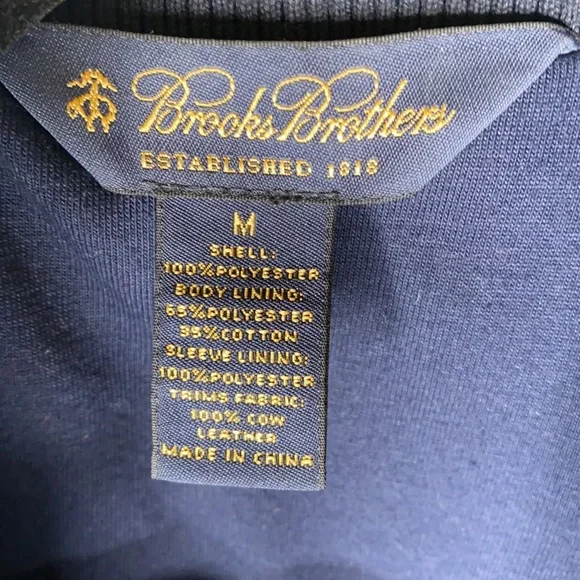 Brooks Brothers
ESTABLISHED 1818
M
SHELL:
100%POLYESTER
BODY LINING:
65%POLYESTER
35%COTTON
SLEEVE LINING:
100%POLYESTER
TRIMS FABRIC:
100% COW
LEATHER
MADE IN CHINA